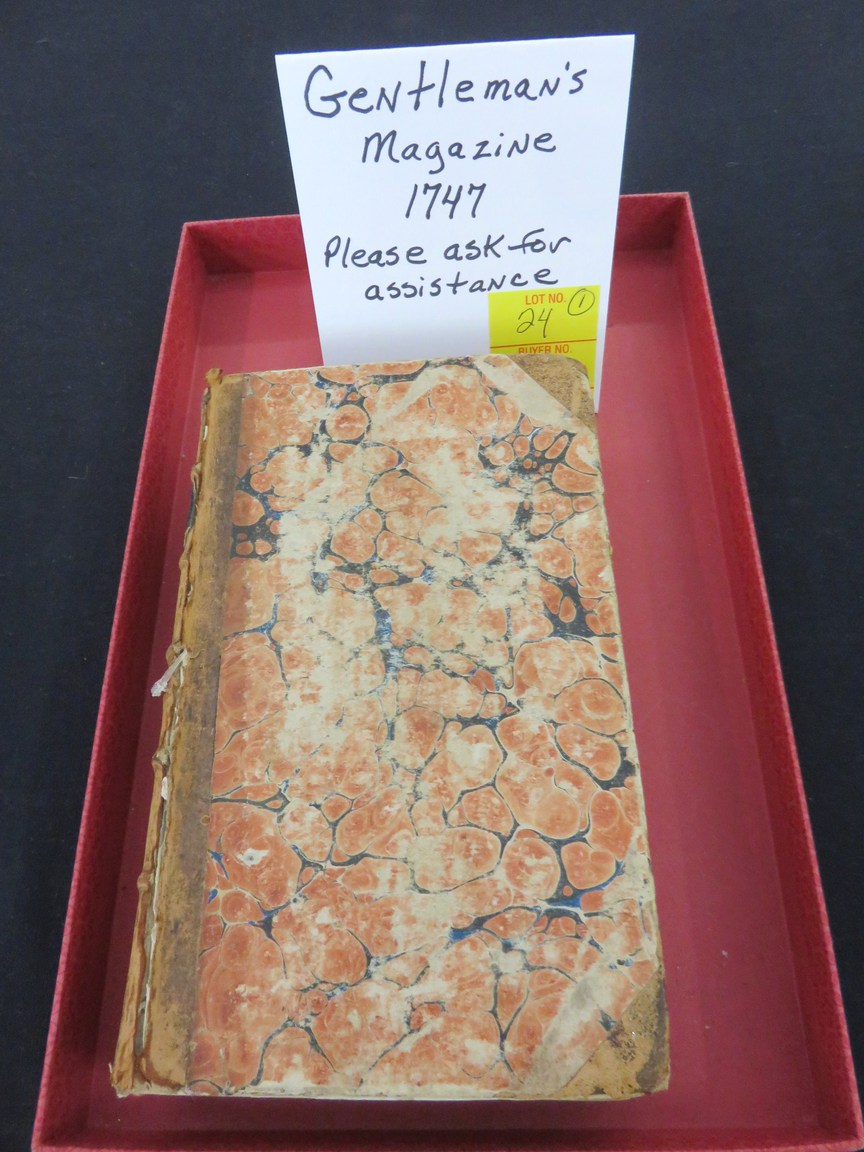 Gentleman's
Magazine
1747
Please ask for
assistance
LOT NO. 1
24
BUYER NO.